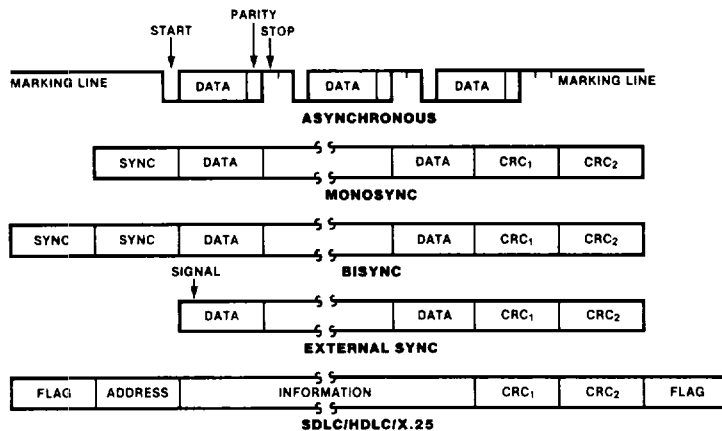 PARITY
START STOP
MARKING LINE DATA DATA DATA MARKING LINE
ASYNCHRONOUS
SYNC DATA DATA CRC₁ CRC₂
MONOSYNC
SYNC SYNC DATA DATA CRC₁ CRC₂
BISYNC
SIGNAL
DATA DATA CRC₁ CRC₂
EXTERNAL SYNC
FLAG ADDRESS INFORMATION CRC₁ CRC₂ FLAG
SDLC/HDLC/X.25